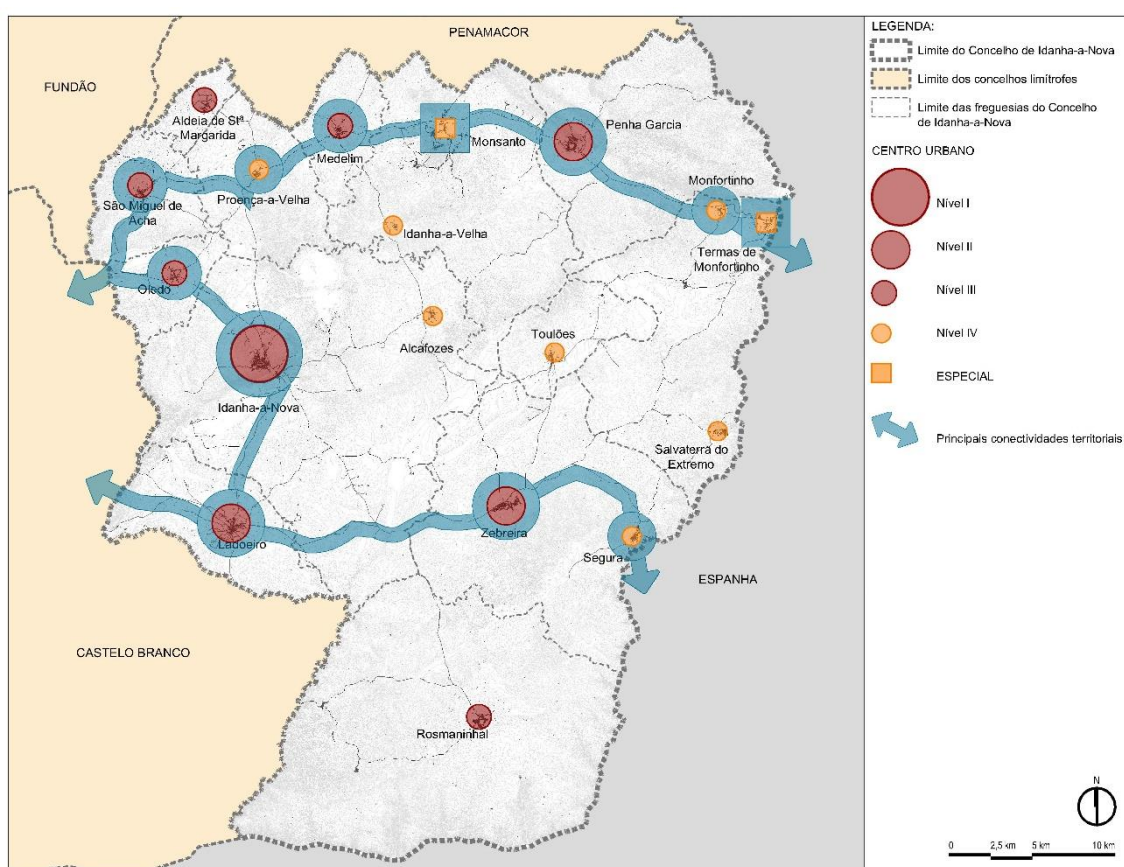 PENAMACOR
FUNDÃO
Aldeia de Stª
Margarida
Medelim
Monsanto
Penha Garcia
Proença-a-Velha
São Miguel de
Acha
Monfortinho
Idanha-a-Velha
Termas de
Monfortinho
Oledo
Alcafozes
Toulões
Idanha-a-Nova
Salvaterra do
Extremo
Ladoeiro
Zebreira
Segura
ESPANHA
CASTELO BRANCO
Rosmaninhal
LEGENDA:
Limite do Concelho de Idanha-a-Nova
Limite dos concelhos limítrofes
Limite das freguesias do Concelho
de Idanha-a-Nova
CENTRO URBANO
Nível I
Nível II
Nível III
Nível IV
ESPECIAL
Principais conectividades territoriais
N
0 2,5 km 5 km 10 km